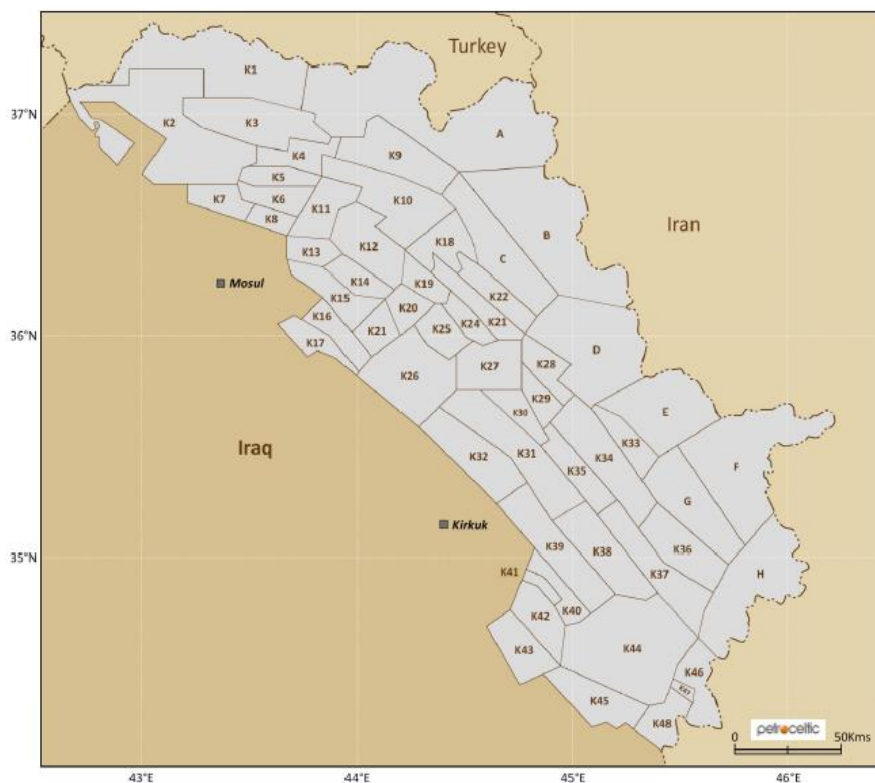 Turkey
K1
37°N
K2
K3
A
K4
K9
K5
K7
K6
K10
K11
K8
B
Iran
K13
K12
K18
C
Mosul
K14
K19
K15
K22
K16
K20
K21
K24
K21
36°N
K17
K21
K25
D
K26
K27
K28
K29
K30
E
K33
Iraq
K32
K31
K34
K35
F
G
Kirkuk
K39
K38
K36
35°N
K41
K37
H
K42
K40
K43
K44
K46
K47
K45
K48
petroceltic
0
50Kms
43°E
44°E
45°E
46°E